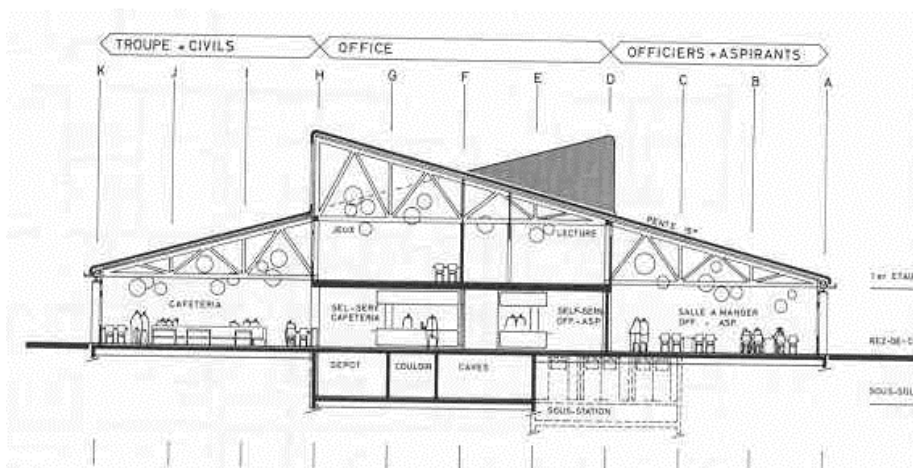 TROUPE + CIVILS
OFFICE
OFFICIERS + ASPIRANTS
K
J
I
H
G
F
E
D
C
B
A
PENTE 15°
JEUX
LECTURE
1er ETAG
CAFETERIA
SEL-SERV
CAFETERIA
SELF-SERV
OFF.-ASP.
SALLE A MANGER
OFF. - ASP.
REZ-DE-C
DEPOT
COULOIR
CAVES
SOUS-SOL
SOUS-STATION